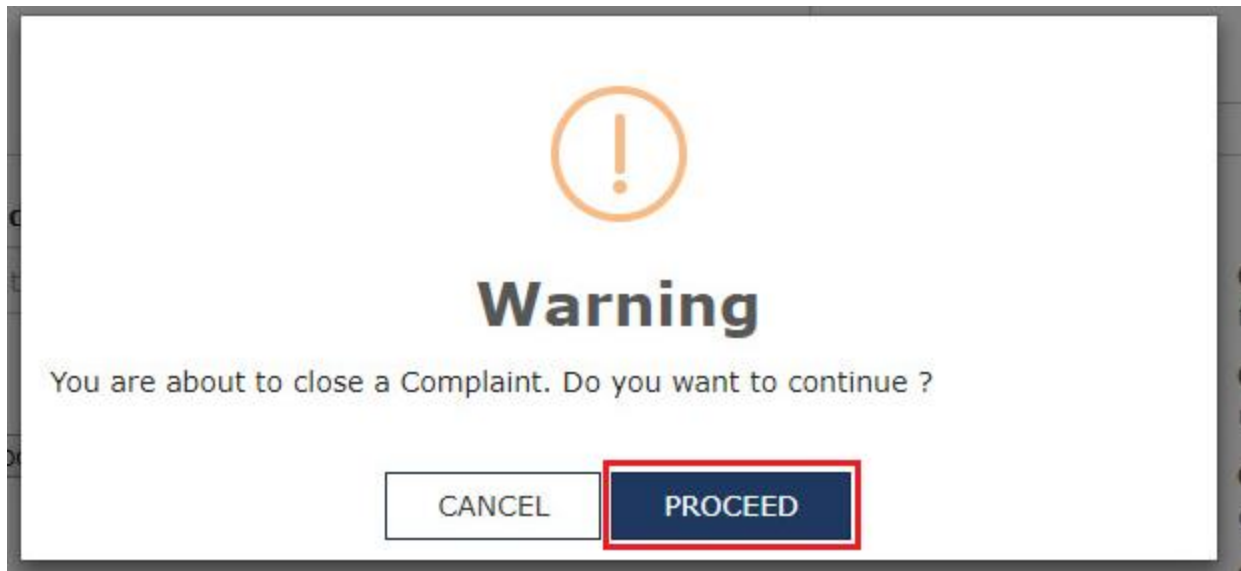 Warning
You are about to close a Complaint. Do you want to continue ?
CANCEL PROCEED